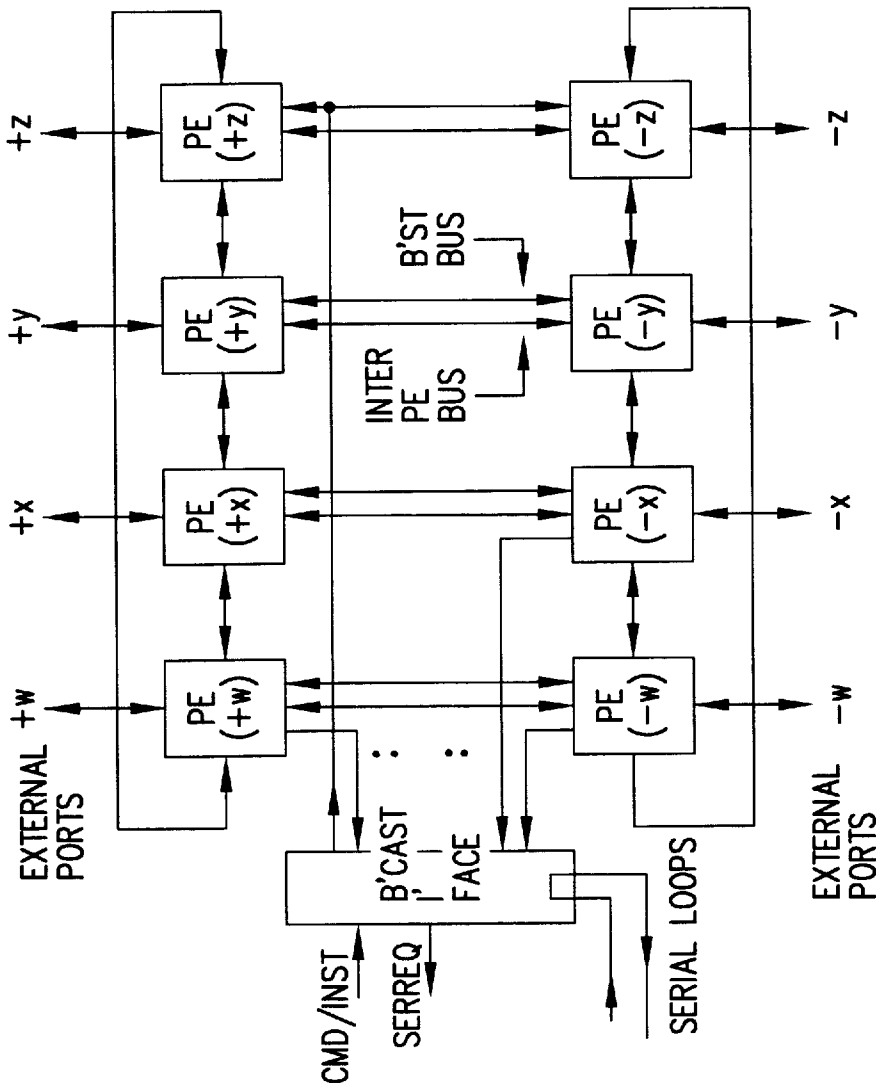 EXTERNAL
PORTS
+w
+x
+y
+z
PE
(+w)
PE
(+x)
PE
(+y)
PE
(+z)
CMD/INST
SERREQ
B'CAST
I'
FACE
SERIAL LOOPS
INTER
PE
BUS
B'ST
BUS
PE
(-w)
PE
(-x)
PE
(-y)
PE
(-z)
EXTERNAL
PORTS
-w
-x
-y
-z